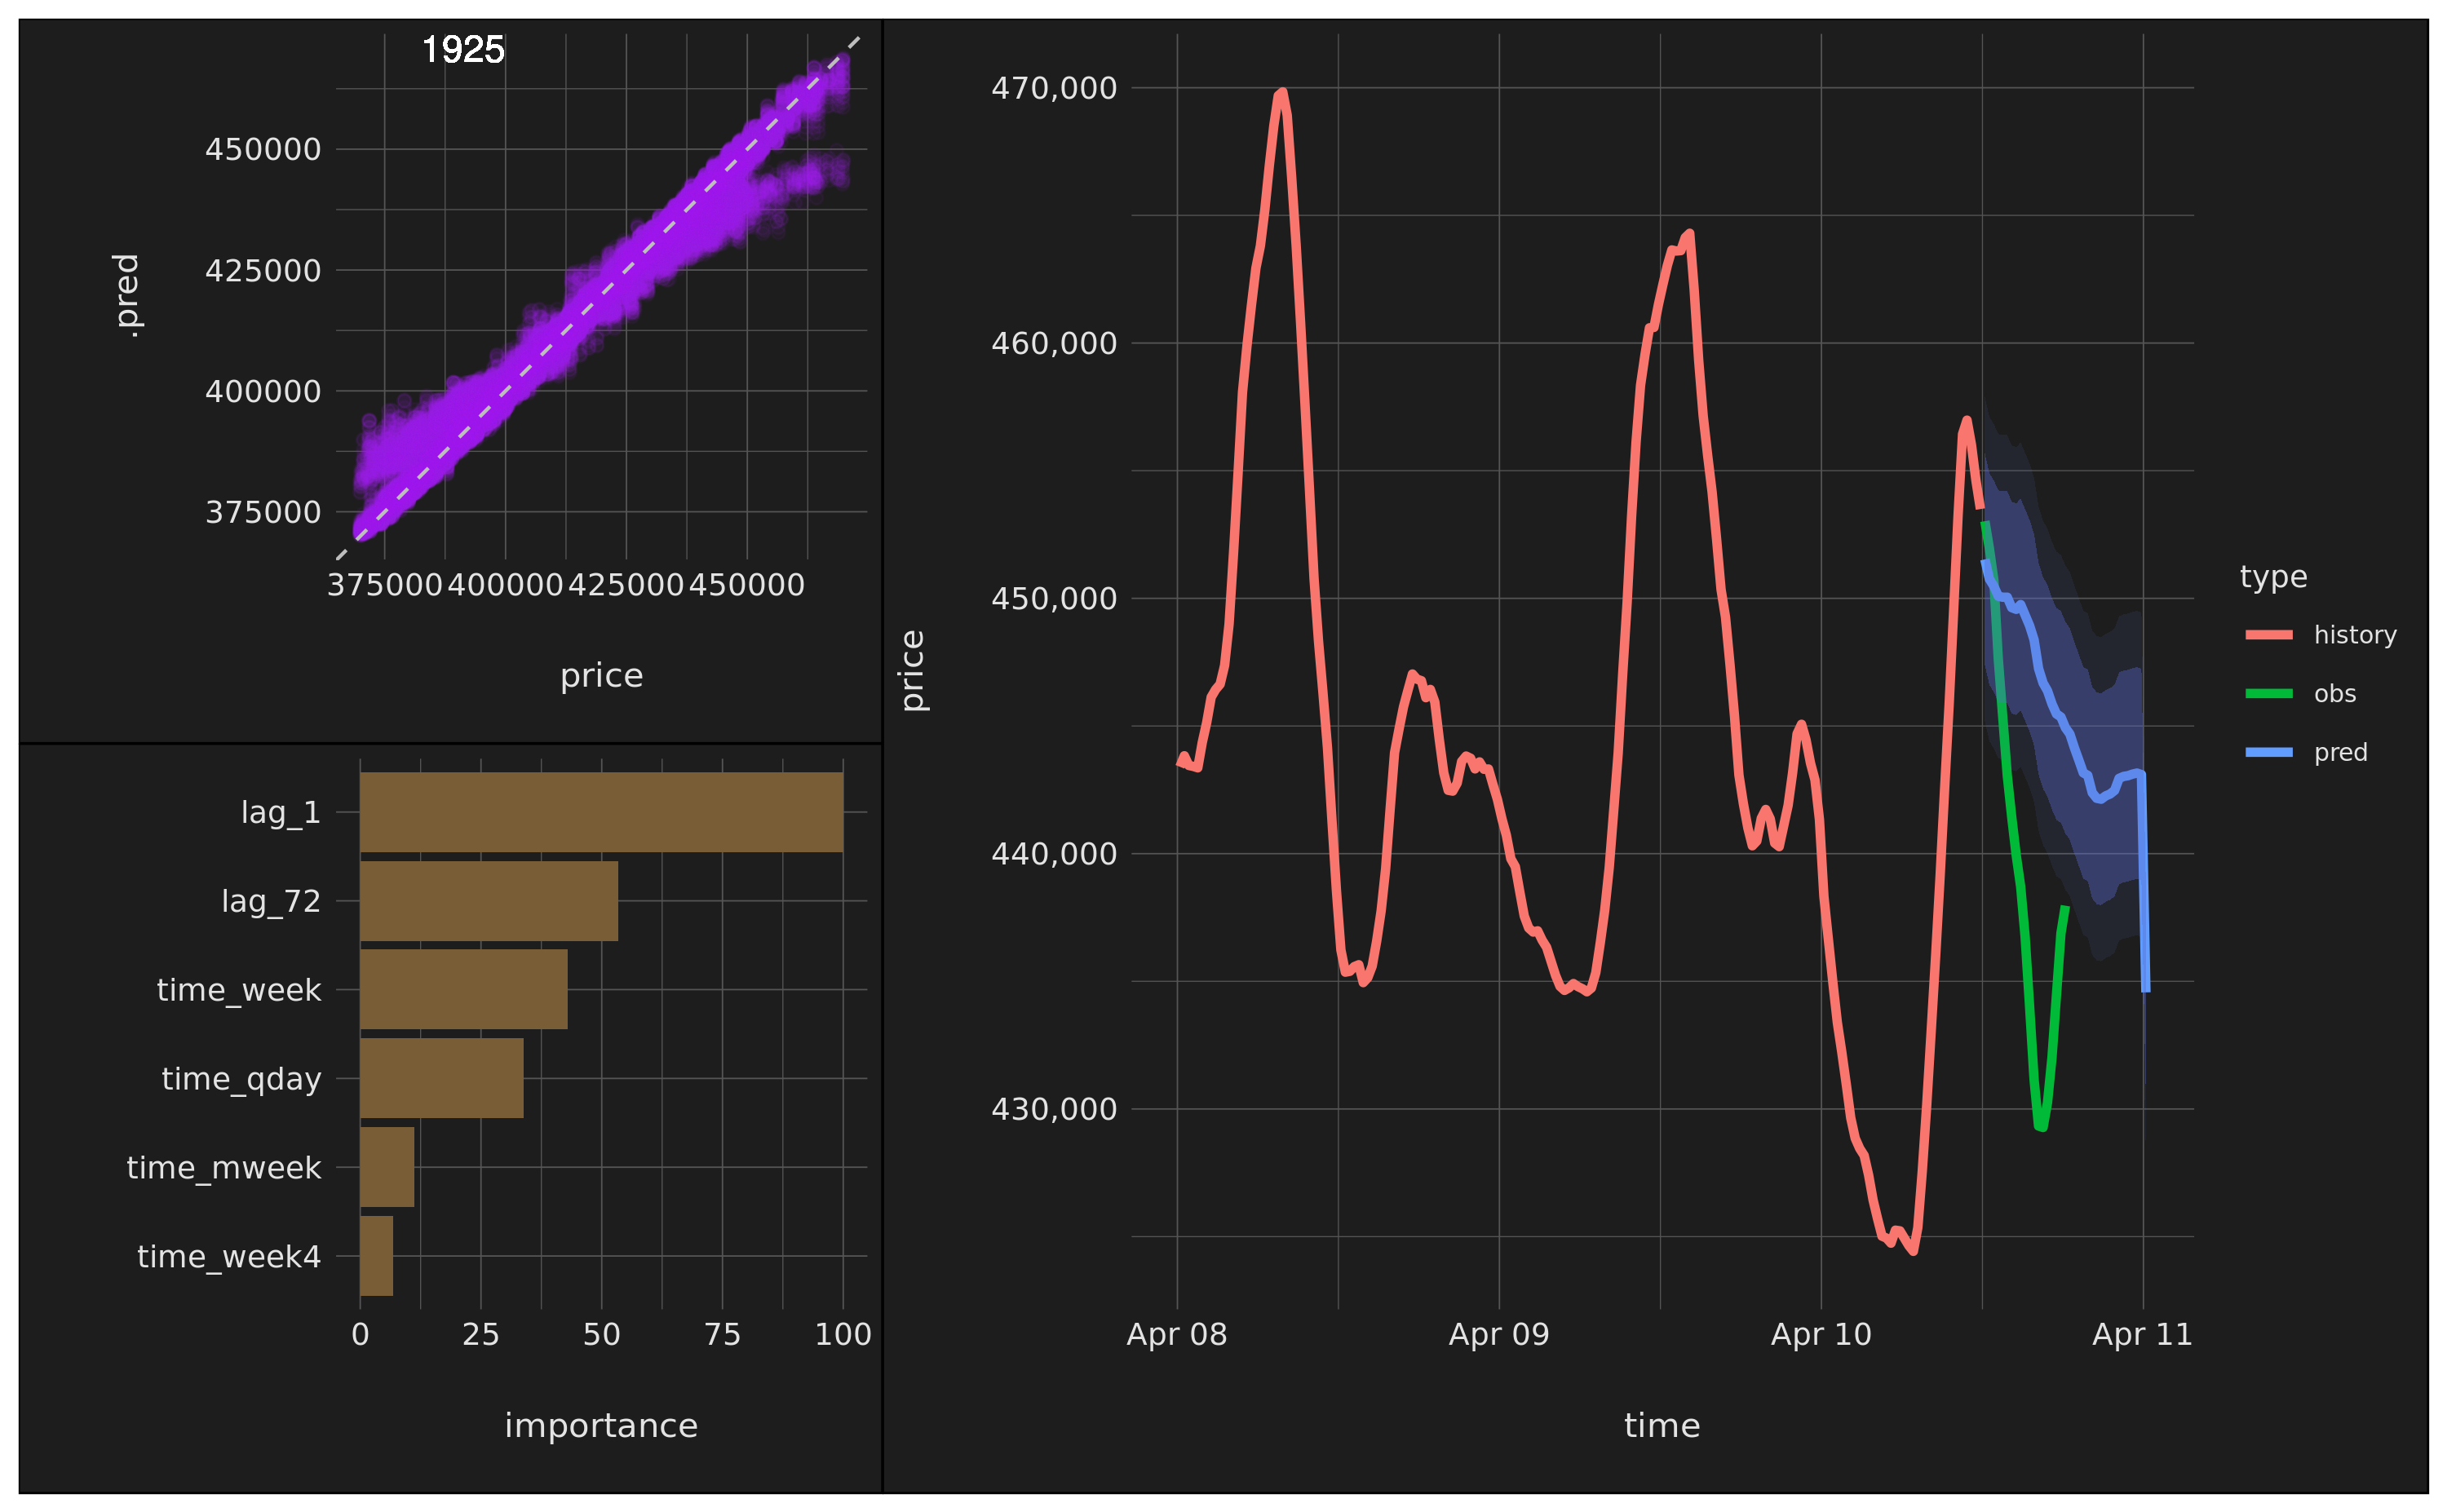 1925
.pred
450000
425000
400000
375000
375000 400000 425000 450000
price
lag_1
lag_72
time_week
time_qday
time_mweek
time_week4
0 25 50 75 100
importance
price
470,000
460,000
450,000
440,000
430,000
Apr 08 Apr 09 Apr 10 Apr 11
time
type
history
obs
pred